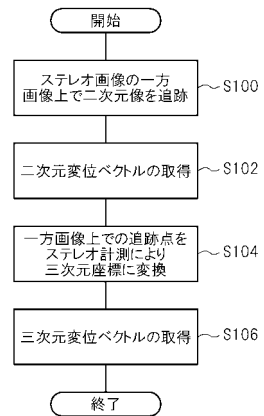 開始
ステレオ画像の一方
画像上で二次元像を追跡
S100
二次元変位ベクトルの取得
S102
一方画像上での追跡点を
ステレオ計測により
三次元座標に変換
S104
三次元変位ベクトルの取得
S106
終了